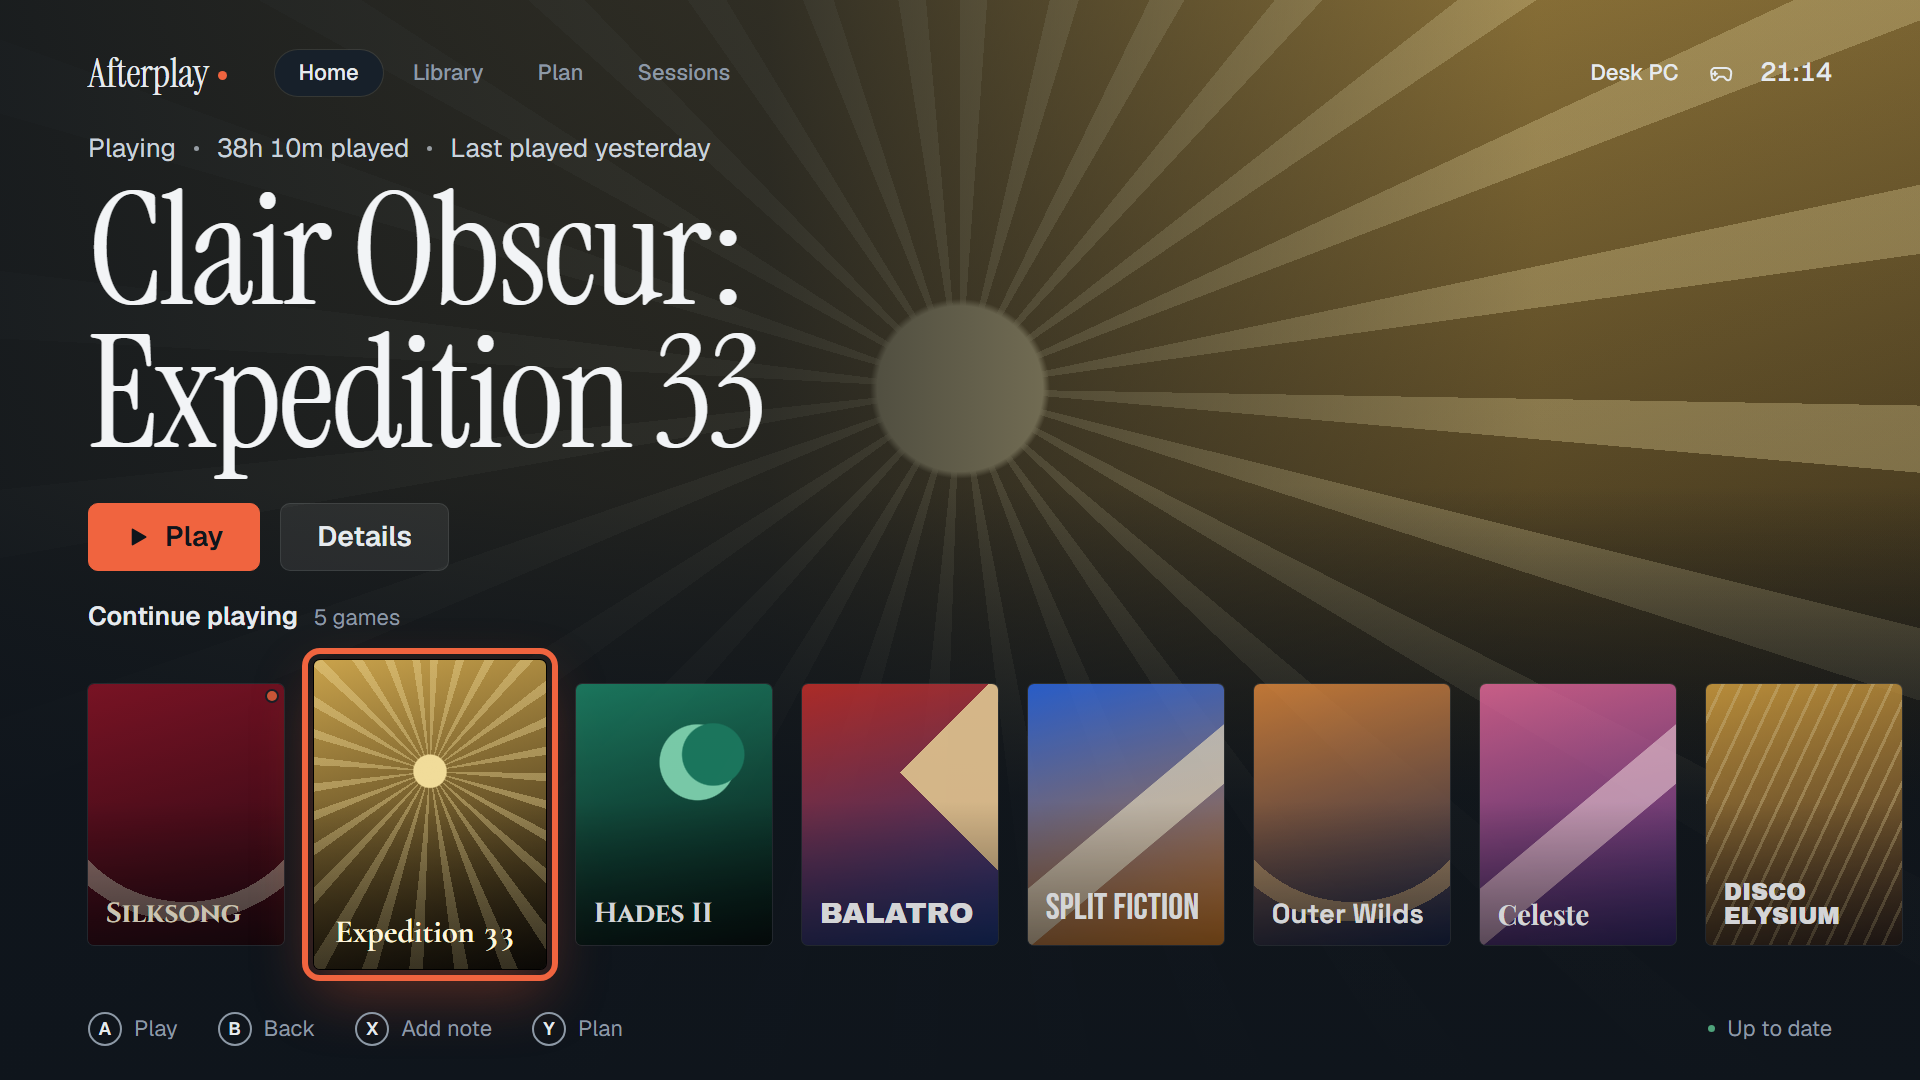 Afterplay
Home
Library
Plan
Sessions
Desk PC
21:14
Playing • 38h 10m played • Last played yesterday
Clair Obscur:
Expedition 33
Play
Details
Continue playing 5 games
Silksong
Expedition 33
Hades II
BALATRO
SPLIT FICTION
Outer Wilds
Celeste
DISCO
ELYSIUM
A Play
B Back
X Add note
Y Plan
Up to date